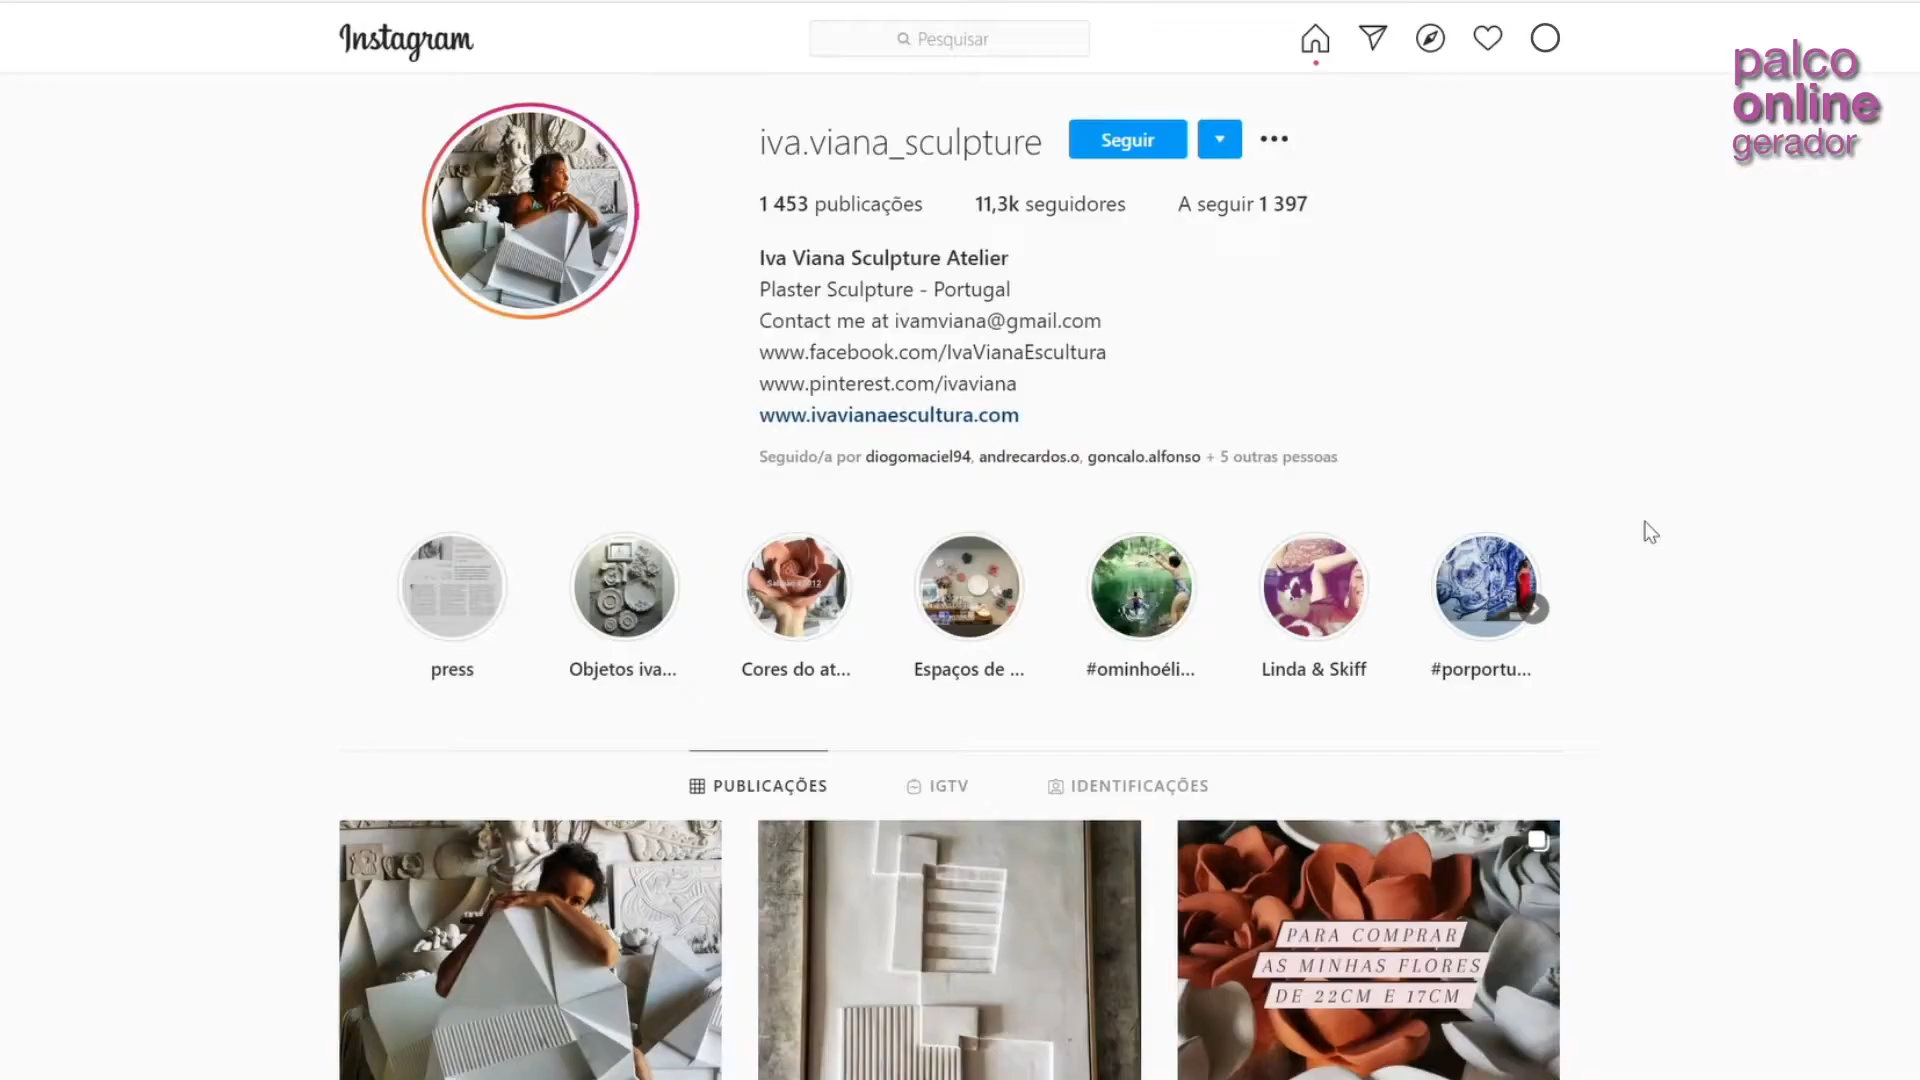 Instagram
Pesquisar
palco
online
gerador
iva.viana_sculpture
Seguir
1 453 publicações
11,3k seguidores
A seguir 1 397
Iva Viana Sculpture Atelier
Plaster Sculpture - Portugal
Contact me at ivamviana@gmail.com
www.facebook.com/IvaVianaEscultura
www.pinterest.com/ivaviana
www.ivavianaescultura.com
Seguido/a por diogomaciel94, andrecardos.o, goncalo.alfonso + 5 outras pessoas
press
Objetos iva...
Cores do at...
Espaços de ...
#ominhoéli...
Linda & Skiff
#porportu...
PUBLICAÇÕES
IGTV
IDENTIFICAÇÕES
PARA COMPRAR
AS MINHAS FLORES
DE 22CM E 17CM